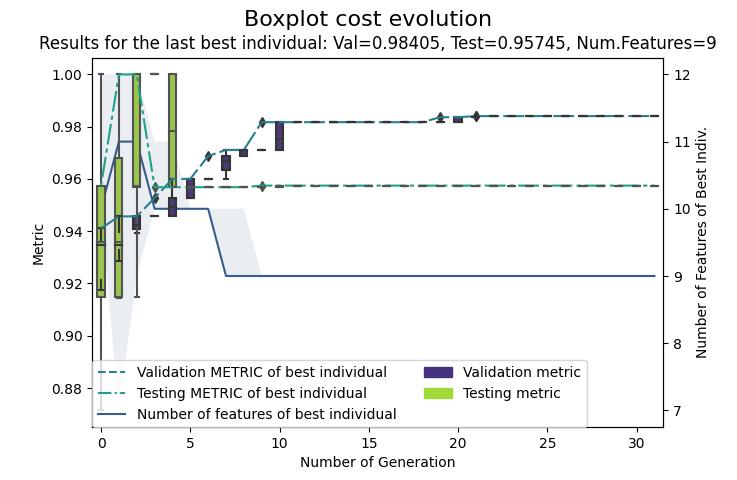 Boxplot cost evolution
Results for the last best individual: Val=0.98405, Test=0.95745, Num.Features=9
1.00
0.98
0.96
0.94
0.92
0.90
0.88
Metric
12
11
10
9
8
7
Number of Features of Best Indiv.
Validation METRIC of best individual
Testing METRIC of best individual
Number of features of best individual
Validation metric
Testing metric
0 5 10 15 20 25 30
Number of Generation